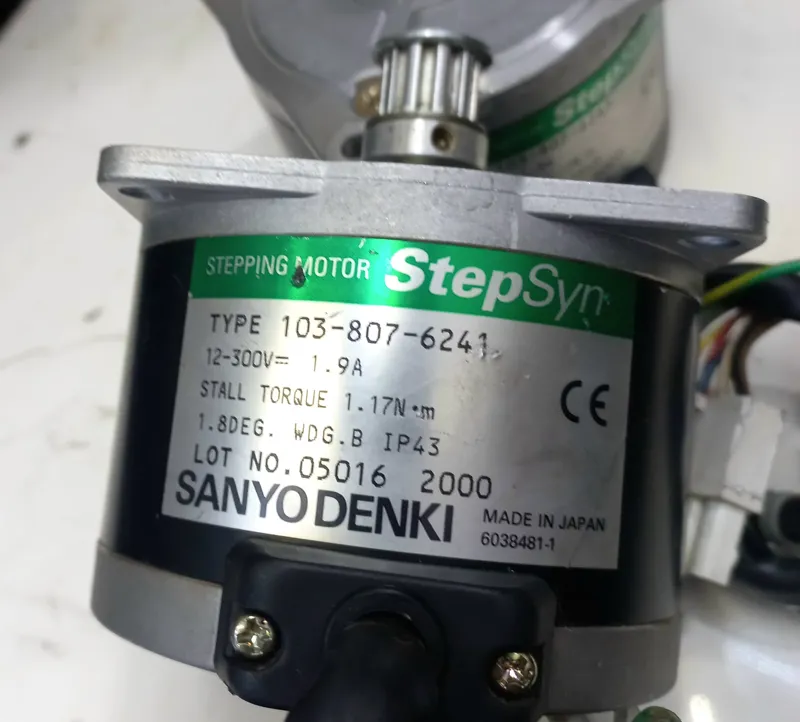 STEPPING MOTOR StepSyn
TYPE 103-807-6241
12-300V= 1.9A
STALL TORQUE 1.17N·m
1.8DEG. WDG.B IP43
CE
LOT NO.05016 2000
SANYO DENKI
MADE IN JAPAN
6038481-1